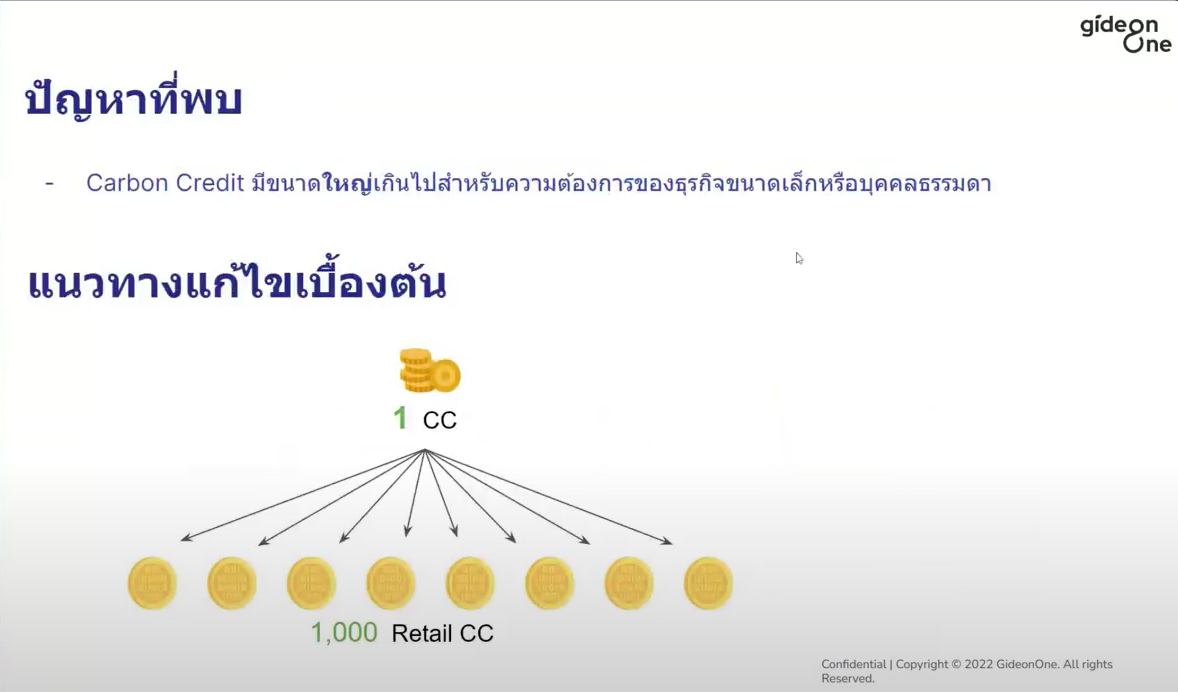 gideon
One
ปัญหาที่พบ
- Carbon Credit มีขนาดใหญ่เกินไปสำหรับความต้องการของธุรกิจขนาดเล็กหรือบุคคลธรรมดา
แนวทางแก้ไขเบื้องต้น
1 CC
1,000 Retail CC
Confidential | Copyright © 2022 GideonOne. All rights
Reserved.